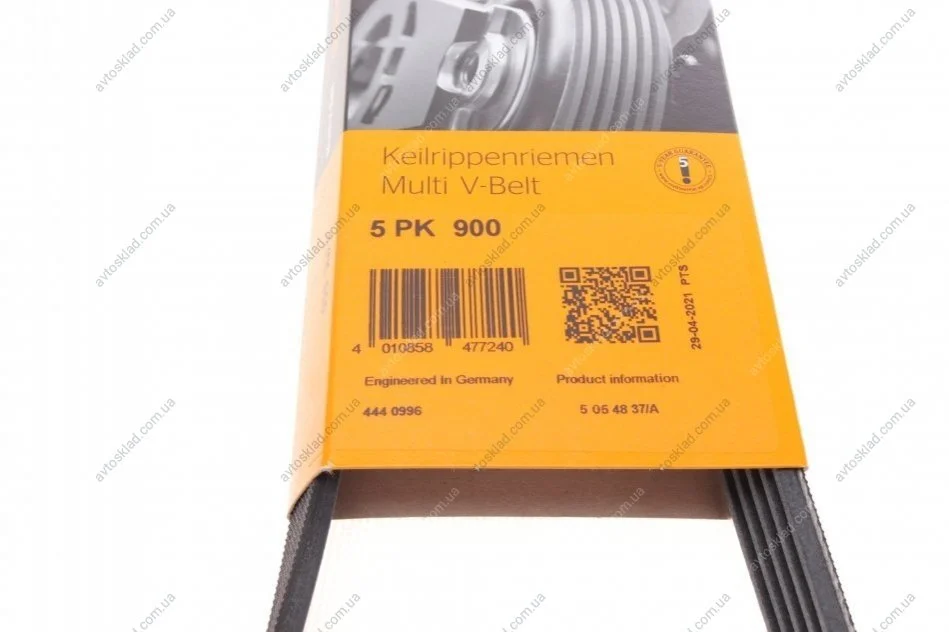 Keilrippenriemen
Multi V-Belt
5 PK 900
4 010858 477240
29-04-2021 PTS
Engineered In Germany
Product information
444 0996
5 05 48 37/A
5
avtosklad.com.ua